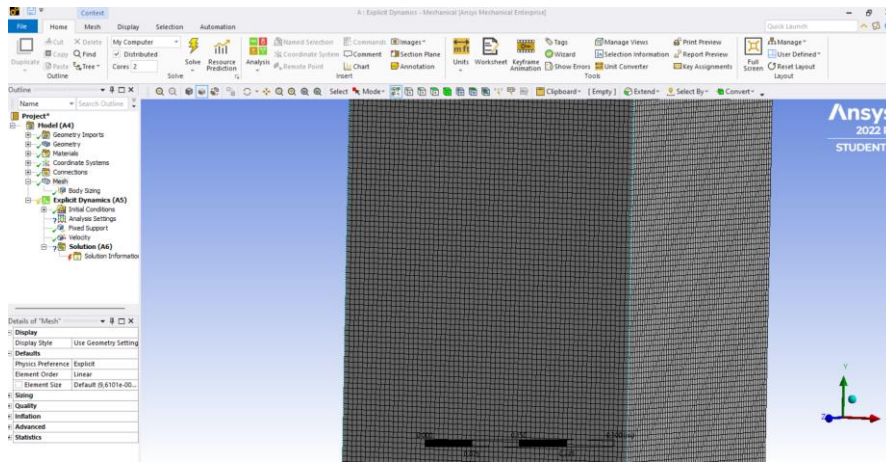 Context
A : Explicit Dynamics - Mechanical [Ansys Mechanical Enterprise]
File Home Mesh Display Selection Automation
Quick Launch
Duplicate
Cut
Copy
Paste
Delete
Find
Tree
Outline
My Computer
Distributed
Cores 2
Solve
Resource Prediction
Solve
Analysis
Named Selection
Coordinate System
Remote Point
Commands
Comment
Chart
Images
Section Plane
Annotation
Insert
Units
Worksheet
Keyframe Animation
Tags
Wizard
Show Errors
Manage Views
Selection Information
Unit Converter
Print Preview
Report Preview
Key Assignments
Tools
Full Screen
Manage
User Defined
Reset Layout
Layout
Outline
Select Mode Clipboard [ Empty ] Extend Select By Convert
Name Search Outline
Project*
Model (A4)
Geometry Imports
Geometry
Materials
Coordinate Systems
Connections
Mesh
Body Sizing
Explicit Dynamics (A5)
Initial Conditions
Analysis Settings
Fixed Support
Velocity
Solution (A6)
Solution Informatio
Ansys
2022
STUDENT
Details of "Mesh"
Display
Display Style Use Geometry Setting
Defaults
Physics Preference Explicit
Element Order Linear
Element Size Default (9,6101e-00...
Sizing
Quality
Inflation
Advanced
Statistics
Y
Z